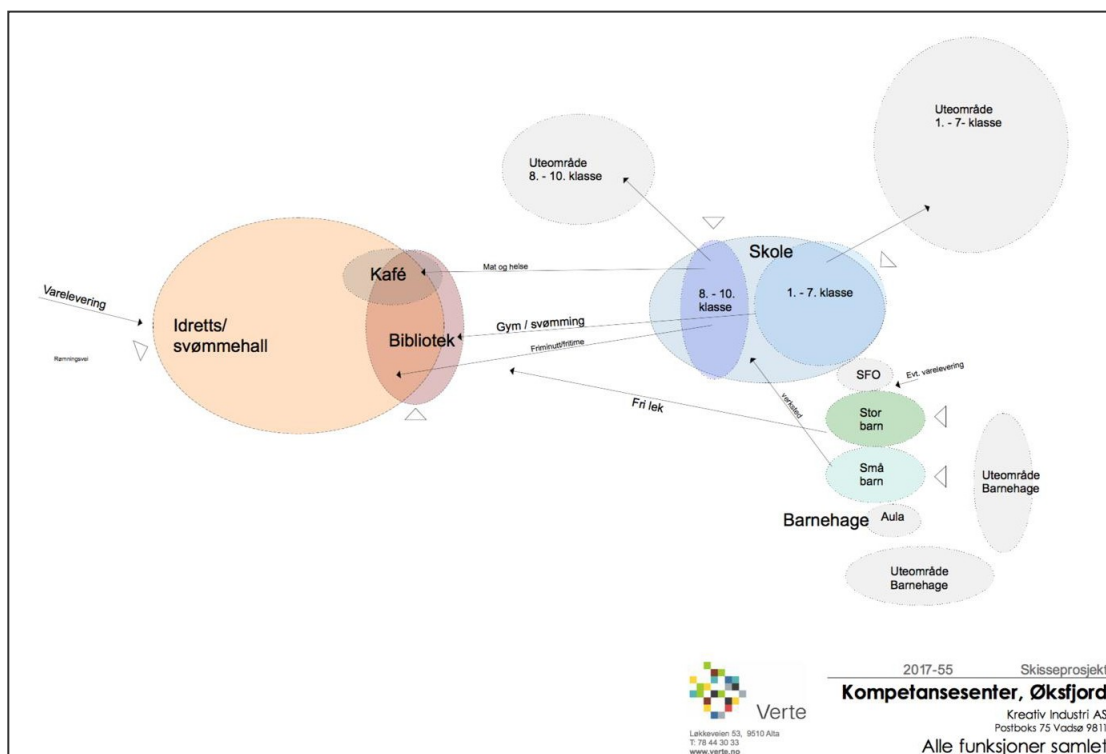 Uteområde
1. - 7- klasse
Uteområde
8. - 10. klasse
Skole
Kafé
Mat og helse
8. - 10.
klasse
1. - 7. klasse
Varelevering
Idretts/
svømmehall
Bibliotek
Gym / svømming
Friminutt/fritime
Rømningsvei
SFO
Evt. varelevering
Fri lek
verksted
Stor
barn
Små
barn
Uteområde
Barnehage
Barnehage
Aula
Uteområde
Barnehage
2017-55 Skisseprosjekt
Kompetansesenter, Øksfjord
Verte
Kreativ Industri AS
Postboks 75 Vadsø 9811
Løkkeveien 53, 9510 Alta
T: 78 44 30 33
www.verte.no
Alle funksjoner samlet